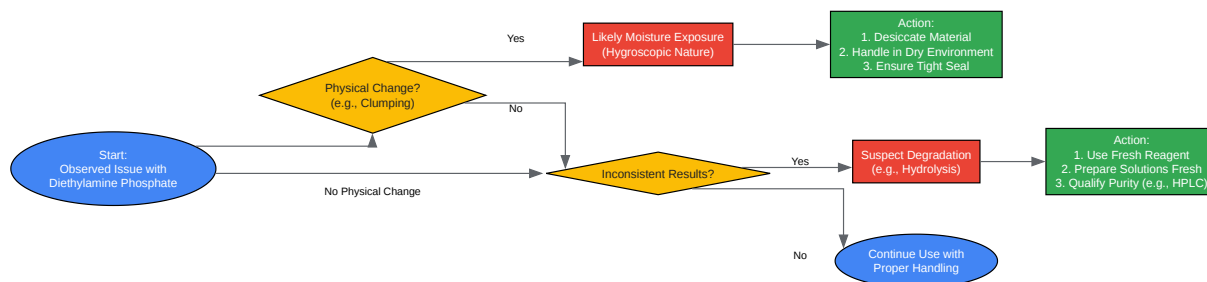 Start:
Observed Issue with
Diethylamine Phosphate
Physical Change?
(e.g., Clumping)
Yes
Likely Moisture Exposure
(Hygroscopic Nature)
Action:
1. Desiccate Material
2. Handle in Dry Environment
3. Ensure Tight Seal
No
No Physical Change
Inconsistent Results?
Yes
Suspect Degradation
(e.g., Hydrolysis)
Action:
1. Use Fresh Reagent
2. Prepare Solutions Fresh
3. Qualify Purity (e.g., HPLC)
No
Continue Use with
Proper Handling